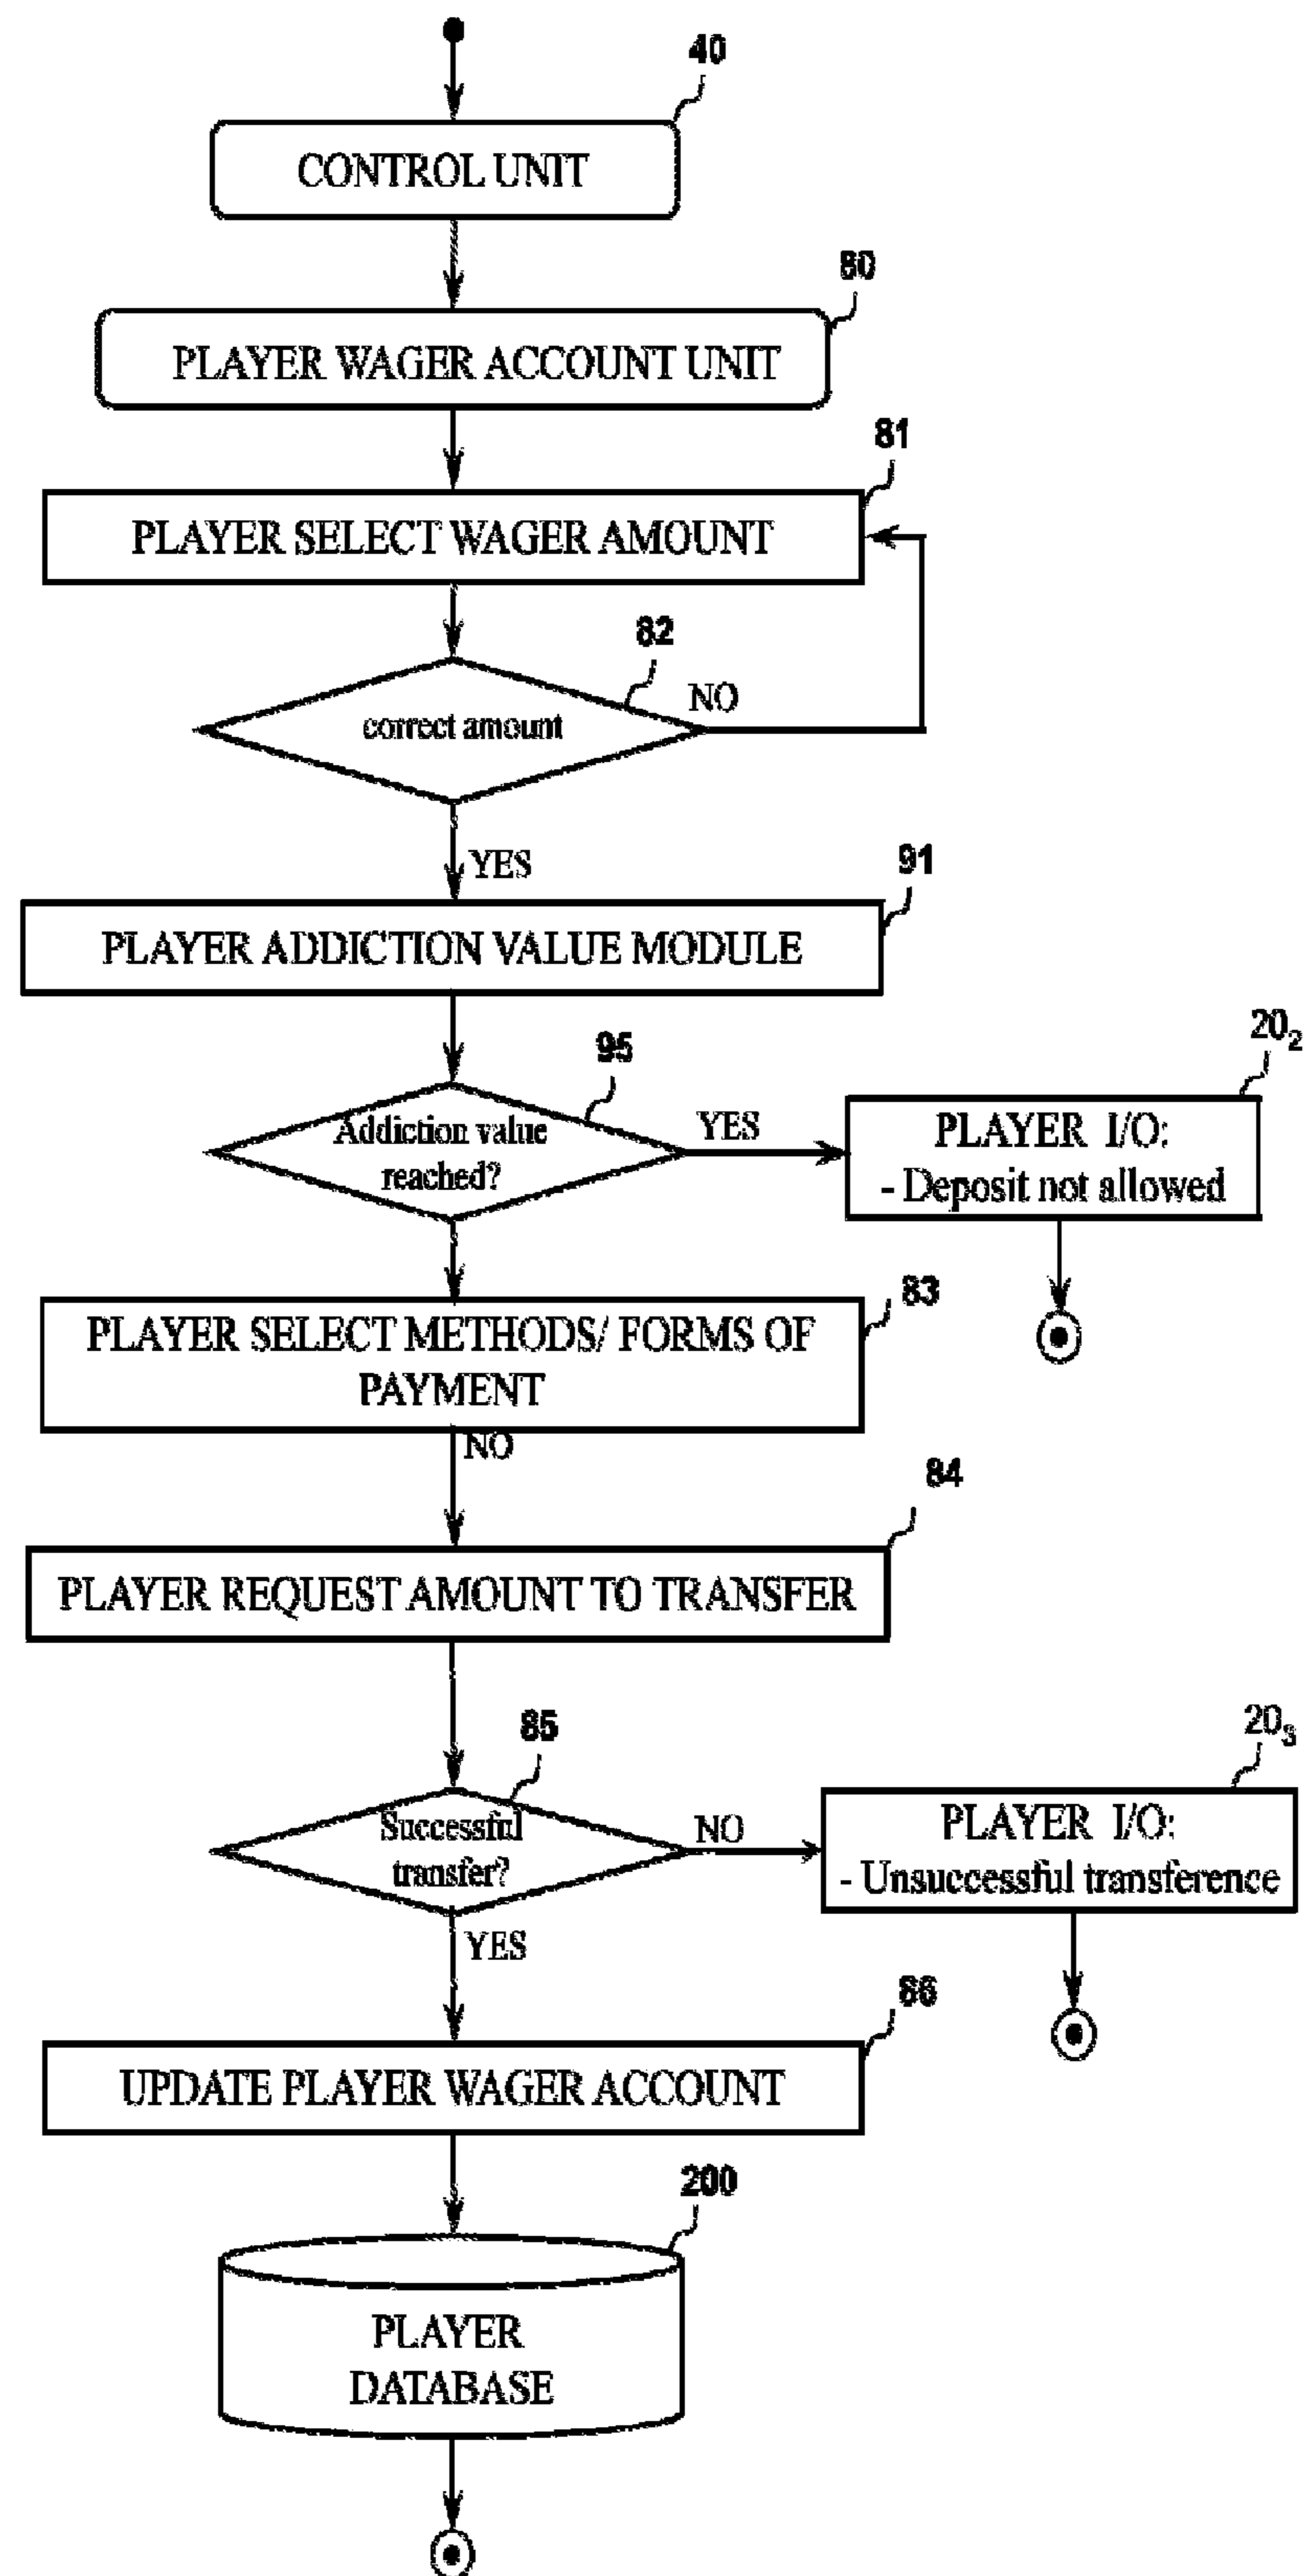 40
CONTROL UNIT
80
PLAYER WAGER ACCOUNT UNIT
81
PLAYER SELECT WAGER AMOUNT
82
correct amount
NO
YES
91
PLAYER ADDICTION VALUE MODULE
95
Addiction value
reached?
YES
20₂
PLAYER I/O:
- Deposit not allowed
83
PLAYER SELECT METHODS/ FORMS OF
PAYMENT
NO
84
PLAYER REQUEST AMOUNT TO TRANSFER
85
Successful
transfer?
NO
20₃
PLAYER I/O:
- Unsuccessful transference
YES
86
UPDATE PLAYER WAGER ACCOUNT
200
PLAYER
DATABASE